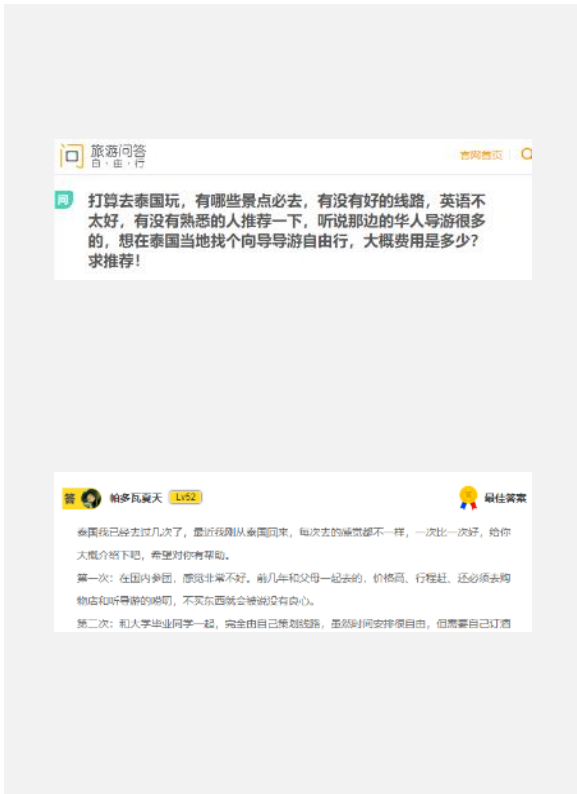 问 旅游问答
自·由·行
官网首页
问 打算去泰国玩，有哪些景点必去，有没有好的线路，英语不
太好，有没有熟悉的人推荐一下，听说那边的华人导游很多
的，想在泰国当地找个向导导游自由行，大概费用是多少？
求推荐！
答 帕多瓦夏天 Lv52 最佳答案
泰国我已经去过几次了，最近我刚从泰国回来，每次去的感觉都不一样，一次比一次好，给你
大概介绍下吧，希望对你有帮助。
第一次：在国内参团，感觉非常不好。前几年和父母一起去的，价格高、行程赶、还必须去购
物店和听导游的唠叨，不买东西就会被说没有良心。
第二次：和大学毕业同学一起，完全由自己策划线路，虽然时间安排很自由，但需要自己订酒